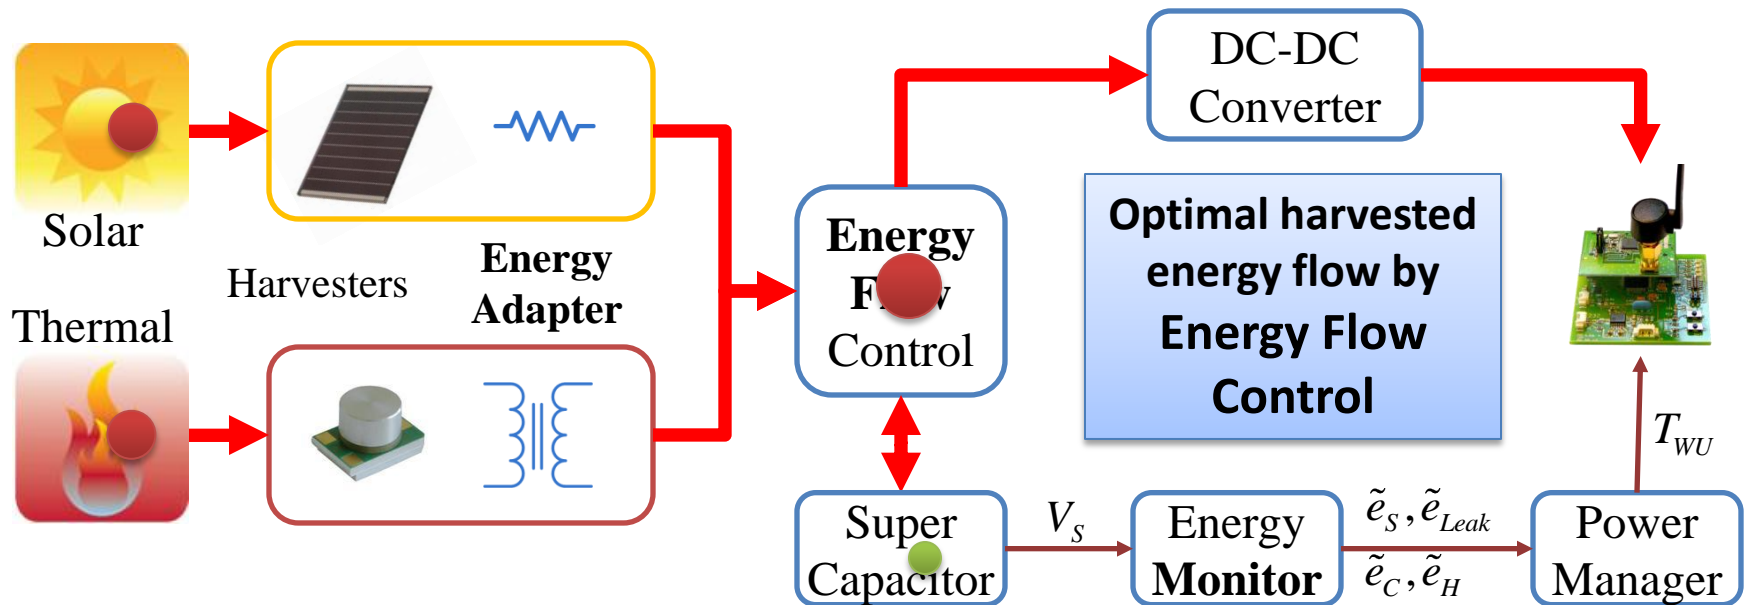 Solar
Thermal
Harvesters
Energy
Adapter
Energy
Flow
Control
DC-DC
Converter
Optimal harvested
energy flow by
Energy Flow
Control
Super
Capacitor
V_S
Energy
Monitor
ẽ_S, ẽ_Leak
ẽ_C, ẽ_H
Power
Manager
T_WU